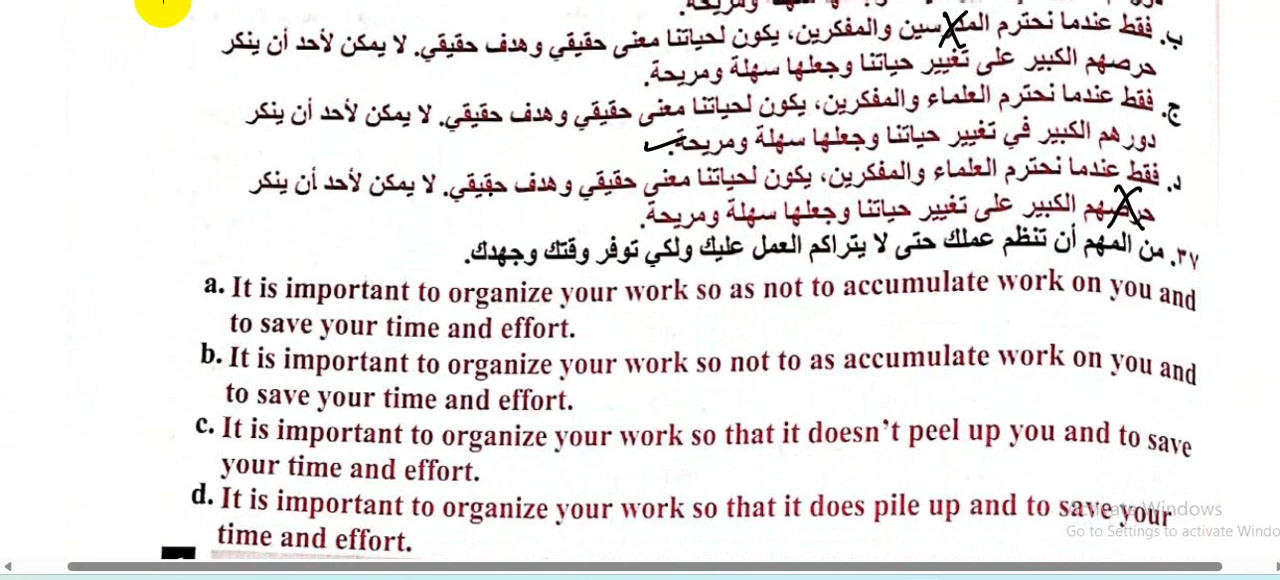 ب. فقط عندما نحترم والمفكرين، يكون لحياتنا معنى حقيقي وهدف حقيقي. لا يمكن لأحد أن ينكر
حرصهم الكبير على تغيير حياتنا وجعلها سهلة ومريحة.
ج. فقط عندما نحترم العلماء والمفكرين، يكون لحياتنا معنى حقيقي وهدف حقيقي. لا يمكن لأحد أن ينكر
دورهم الكبير في تغيير حياتنا وجعلها سهلة ومريحة.
د. فقط عندما نحترم العلماء والمفكرين، يكون لحياتنا معنى حقيقي وهدف حقيقي. لا يمكن لأحد أن ينكر
حرصهم الكبير على تغيير حياتنا وجعلها سهلة ومريحة.
٣٧. من المهم أن تنظم عملك حتى لا يتراكم العمل عليك ولكي توفر وقتك وجهدك.
a. It is important to organize your work so as not to accumulate work on you and
to save your time and effort.
b. It is important to organize your work so not to as accumulate work on you and
to save your time and effort.
c. It is important to organize your work so that it doesn't peel up you and to save
your time and effort.
d. It is important to organize your work so that it does pile up and to save your
time and effort.
Activate Windows
Go to Settings to activate Windo